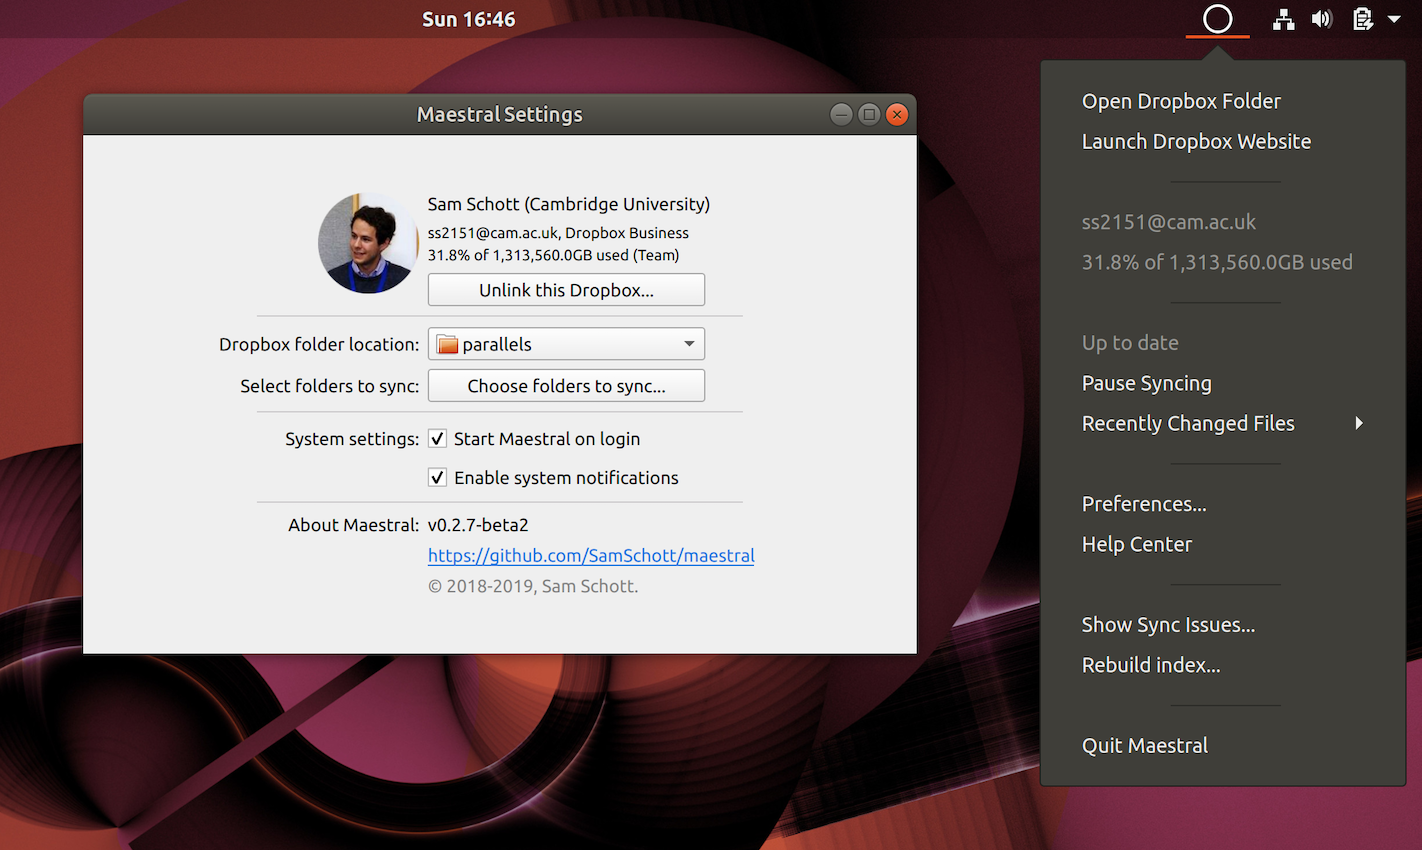 Sun 16:46
Maestral Settings
Sam Schott (Cambridge University)
ss2151@cam.ac.uk, Dropbox Business
31.8% of 1,313,560.0GB used (Team)
Unlink this Dropbox...
Dropbox folder location: parallels
Select folders to sync: Choose folders to sync...
System settings: Start Maestral on login
Enable system notifications
About Maestral: v0.2.7-beta2
https://github.com/SamSchott/maestral
© 2018-2019, Sam Schott.
Open Dropbox Folder
Launch Dropbox Website
ss2151@cam.ac.uk
31.8% of 1,313,560.0GB used
Up to date
Pause Syncing
Recently Changed Files
Preferences...
Help Center
Show Sync Issues...
Rebuild index...
Quit Maestral